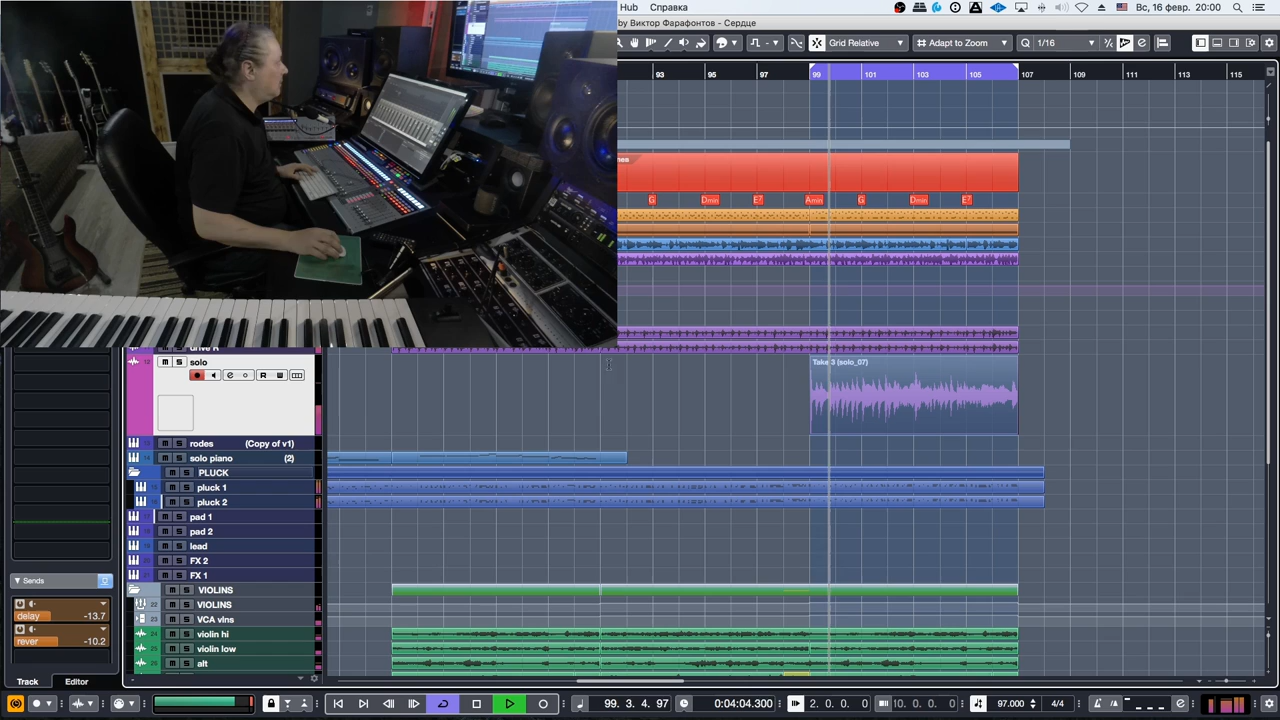 Hub Справка
Вс, 16 февр. 20:00
by Виктор Фарафонтов - Сердце
Grid Relative
Adapt to Zoom
Q 1/16
93 95 97 99 101 103 105 107 109 111 113 115
G Dmin E7 Amin G Dmin E7
solo
m S
R
Take 3 (solo_07)
m S rodes (Copy of v1)
14 m S solo piano (2)
m S PLUCK
m S pluck 1
m S pluck 2
m S pad 1
m S pad 2
m S lead
m S FX 2
m S FX 1
Sends
m S VIOLINS
delay -13.7
22 m S VIOLINS
m S VCA vlns
rever -10.2
24 m S violin hi
25 m S violin low
m S alt
Track Editor
99. 3. 4. 97
0:04:04.300
2. 0. 0. 0
10. 0. 0. 0
97.000
4/4